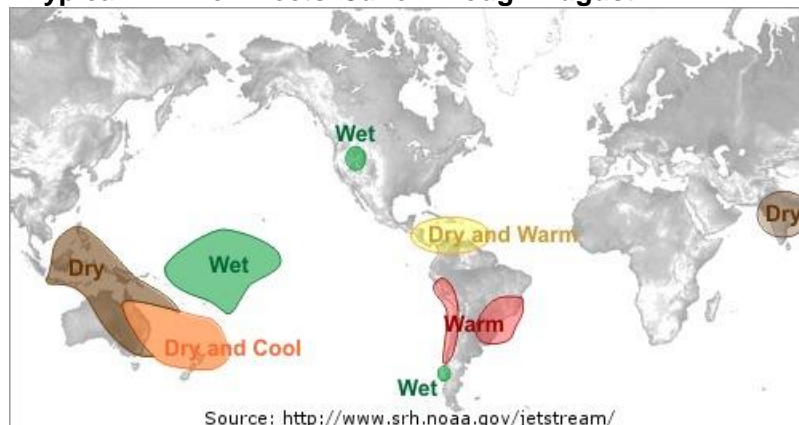 Wet
Dry
Dry and Warm
Dry
Wet
Warm
Dry and Cool
Wet
Source: http://www.srh.noaa.gov/jetstream/